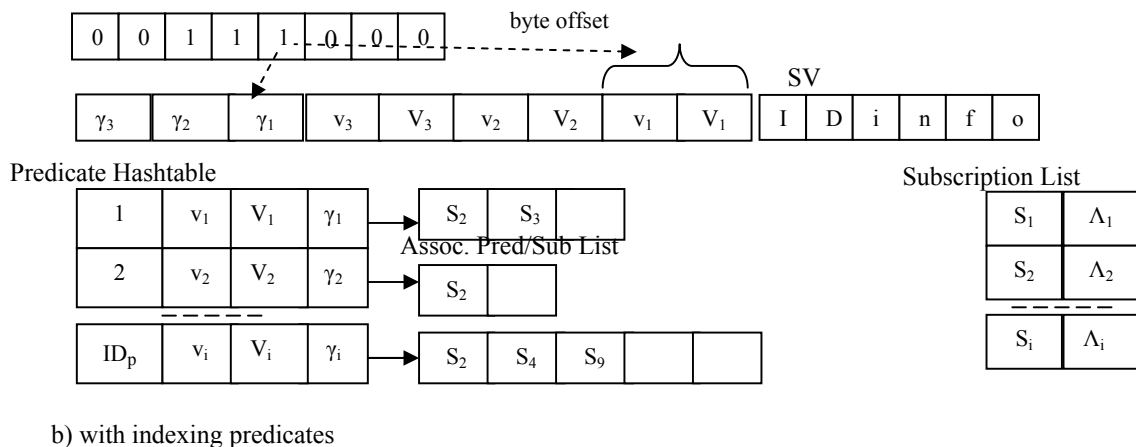 byte offset
0 0 1 1 1 0 0 0
SV
γ₃ γ₂ γ₁ v₃ V₃ v₂ V₂ v₁ V₁ I D i n f o
Predicate Hashtable
Subscription List
1 v₁ V₁ γ₁ S₂ S₃ S₁ Λ₁
Assoc. Pred/Sub List
2 v₂ V₂ γ₂ S₂ S₂ Λ₂
IDₚ vᵢ Vᵢ γᵢ S₂ S₄ S₉ Sᵢ Λᵢ
b) with indexing predicates